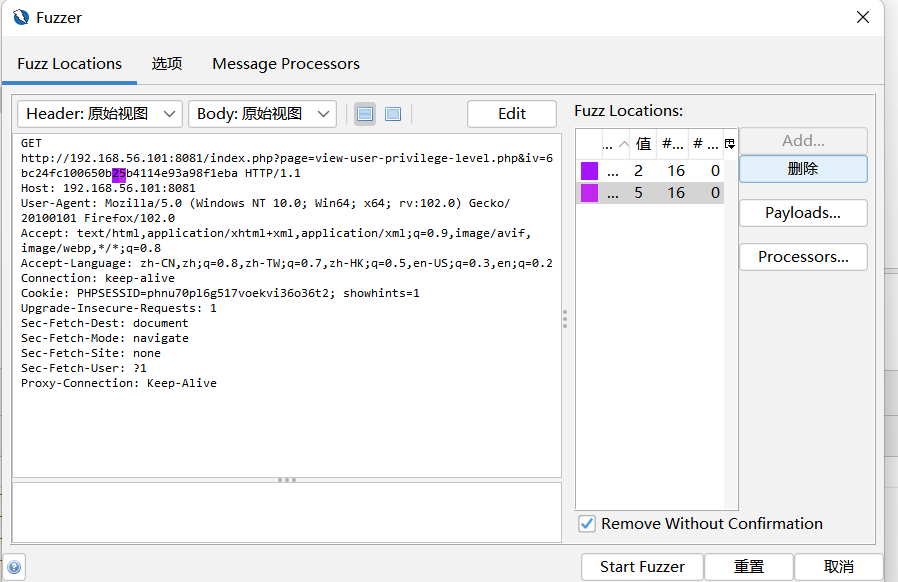 Fuzzer
Fuzz Locations 选项 Message Processors
Header: 原始视图 Body: 原始视图 Edit Fuzz Locations:
GET
http://192.168.56.101:8081/index.php?page=view-user-privilege-level.php&iv=6
bc24fc100650b25b4114e93a98f1eba HTTP/1.1
Host: 192.168.56.101:8081
User-Agent: Mozilla/5.0 (Windows NT 10.0; Win64; x64; rv:102.0) Gecko/
20100101 Firefox/102.0
Accept: text/html,application/xhtml+xml,application/xml;q=0.9,image/avif,
image/webp,*/*;q=0.8
Accept-Language: zh-CN,zh;q=0.8,zh-TW;q=0.7,zh-HK;q=0.5,en-US;q=0.3,en;q=0.2
Connection: keep-alive
Cookie: PHPSESSID=phnu70pl6g517voekvi36o36t2; showhints=1
Upgrade-Insecure-Requests: 1
Sec-Fetch-Dest: document
Sec-Fetch-Mode: navigate
Sec-Fetch-Site: none
Sec-Fetch-User: ?1
Proxy-Connection: Keep-Alive
... 值 #... # ...
... 2 16 0
... 5 16 0
Add...
删除
Payloads...
Processors...
Remove Without Confirmation
Start Fuzzer 重置 取消